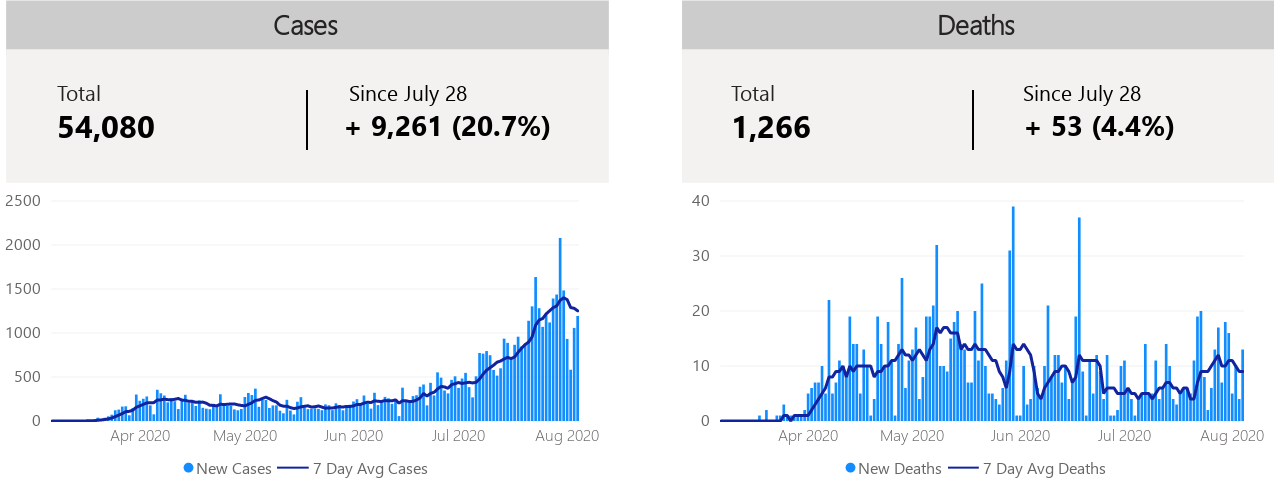 Cases
Total
54,080
Since July 28
+ 9,261 (20.7%)
2500
2000
1500
1000
500
0
Apr 2020 May 2020 Jun 2020 Jul 2020 Aug 2020
New Cases 7 Day Avg Cases
Deaths
Total
1,266
Since July 28
+ 53 (4.4%)
40
30
20
10
0
Apr 2020 May 2020 Jun 2020 Jul 2020 Aug 2020
New Deaths 7 Day Avg Deaths